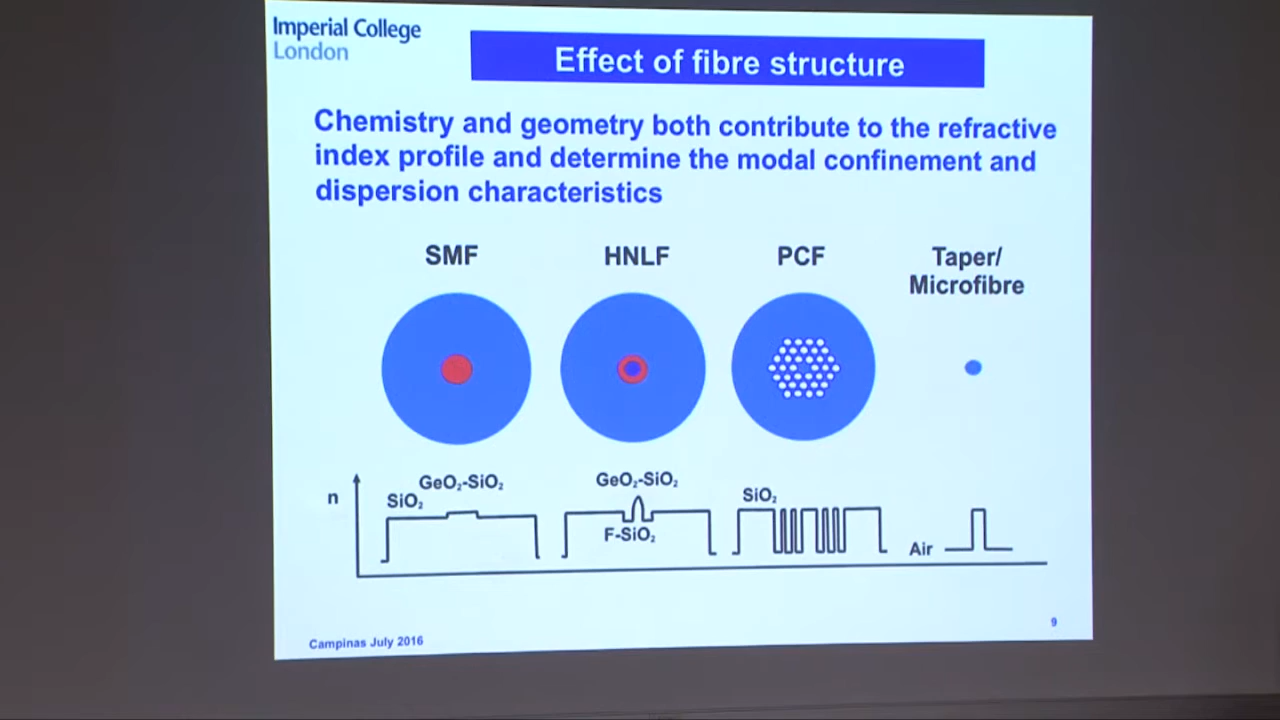 Imperial College
London
Effect of fibre structure
Chemistry and geometry both contribute to the refractive
index profile and determine the modal confinement and
dispersion characteristics
SMF
HNLF
PCF
Taper/
Microfibre
n
SiO₂
GeO₂-SiO₂
GeO₂-SiO₂
F-SiO₂
SiO₂
Air
Campinas July 2016
9